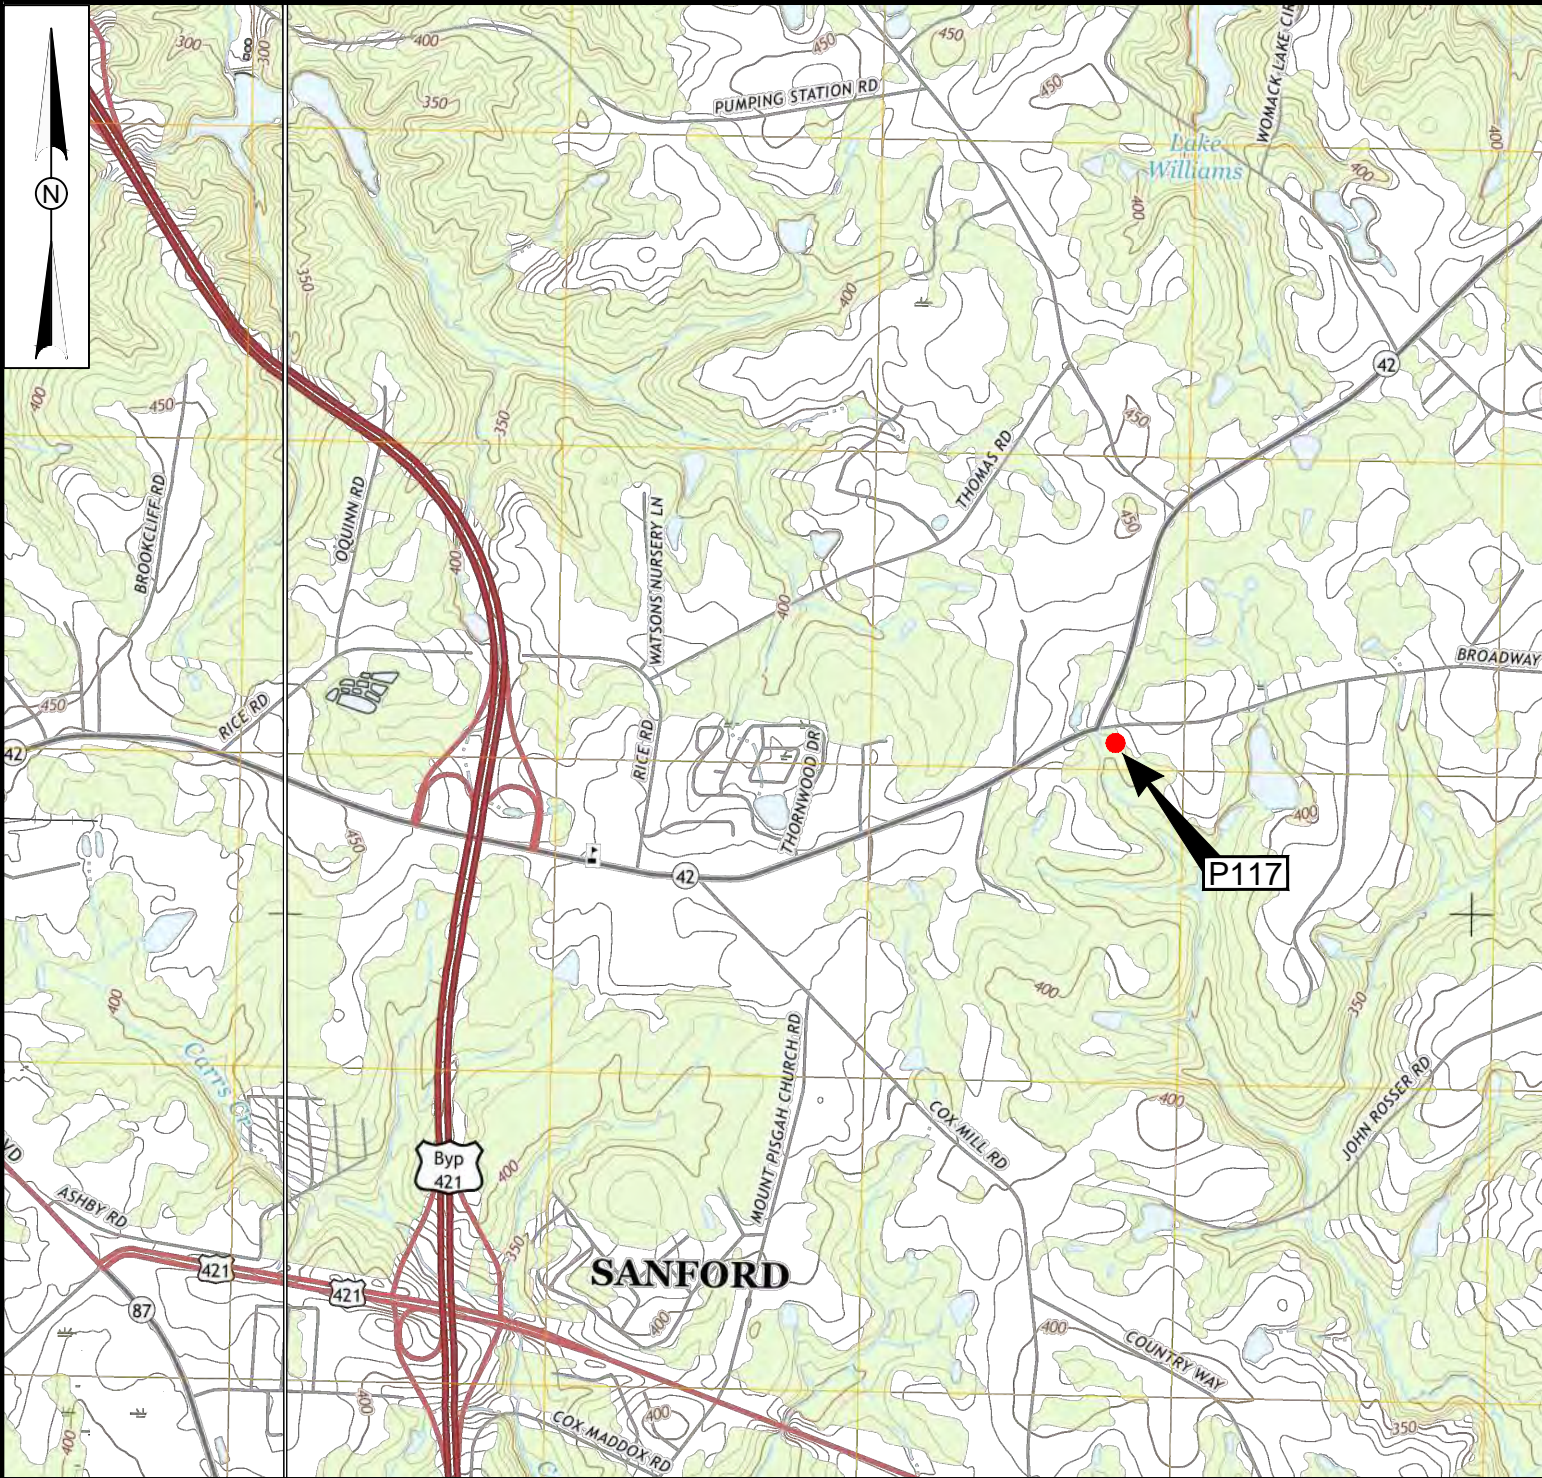 300
300
400
450
450
350
PUMPING STATION RD
450
WOMACK LAKE CIR
400
Lake
Williams
400
400
N
350
400
42
400
450
350
450
THOMAS RD
BROOKCLIFF RD
OQUINN RD
400
WATSONS NURSERY LN
450
400
BROADWAY
450
RICE RD
42
RICE RD
THORNWOOD DR
400
450
42
P117
400
400
350
Carrs Cr
MOUNT PISGAH CHURCH RD
400
COX MILL RD
JOHN ROSSER RD
VD
Byp
421
400
ASHBY RD
350
421
421
SANFORD
87
400
400
COUNTRY WAY
400
400
400
COX MADDOX RD
350
C